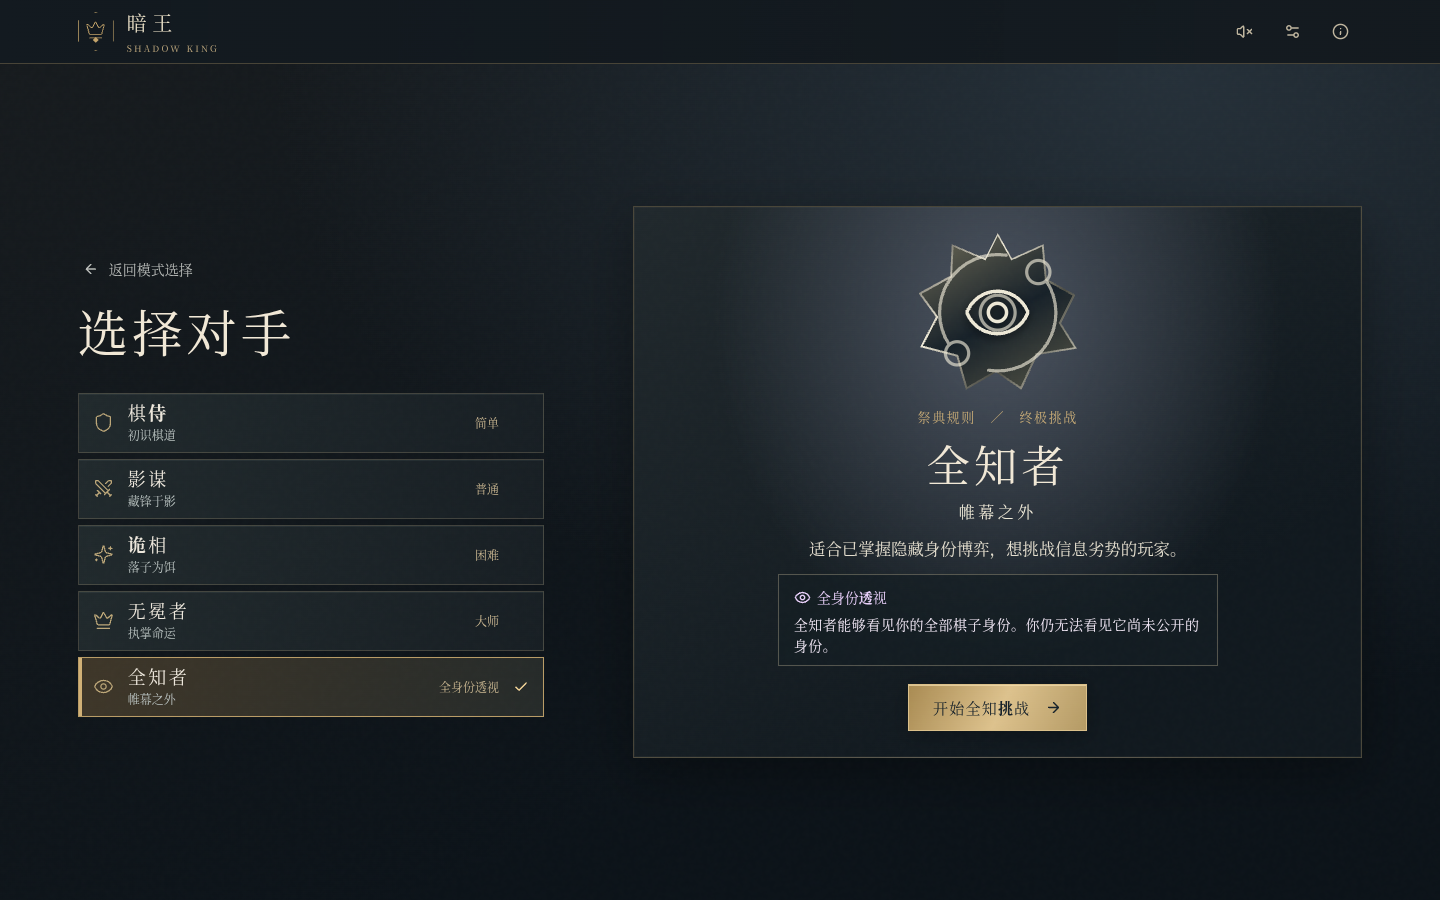 暗王
SHADOW KING
返回模式选择
选择对手
棋侍
初识棋道
简单
影谋
藏锋于影
普通
诡相
落子为饵
困难
无冕者
执掌命运
大师
全知者
帷幕之外
全身份透视
祭典规则 ／ 终极挑战
全知者
帷幕之外
适合已掌握隐藏身份博弈，想挑战信息劣势的玩家。
全身份透视
全知者能够看见你的全部棋子身份。你仍无法看见它尚未公开的
身份。
开始全知挑战